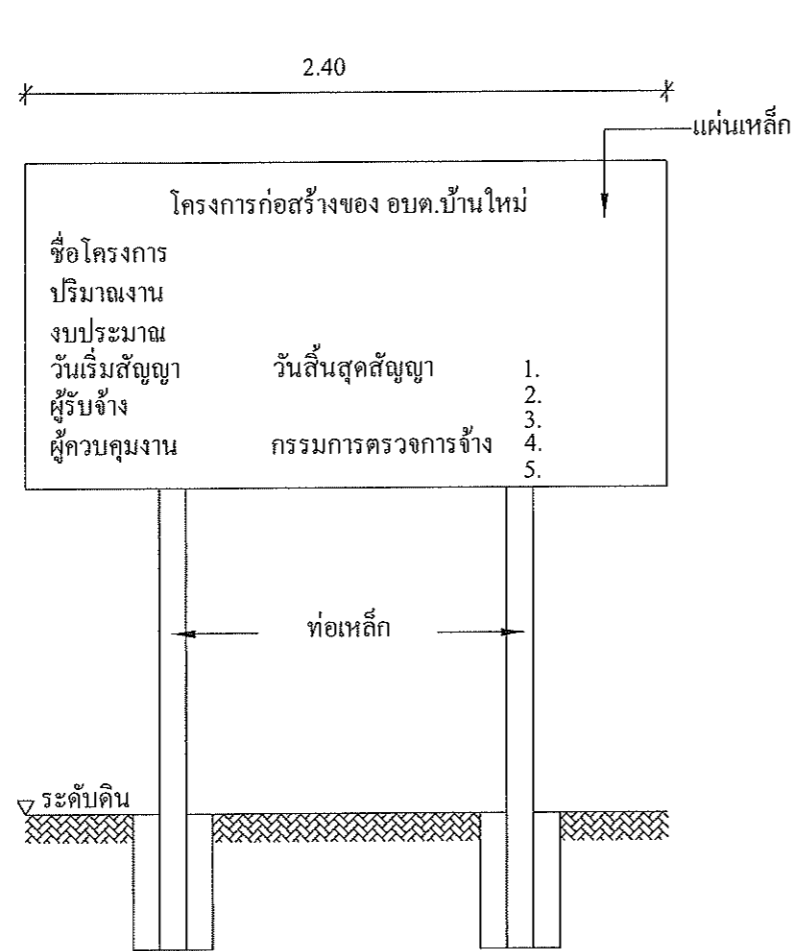 2.40
แผ่นเหล็ก
โครงการก่อสร้างของ อบต.บ้านใหม่
ชื่อโครงการ
ปริมาณงาน
งบประมาณ
วันเริ่มสัญญา วันสิ้นสุดสัญญา 1.
ผู้รับจ้าง 2.
3.
ผู้ควบคุมงาน กรรมการตรวจการจ้าง 4.
5.
ท่อเหล็ก
ระดับดิน